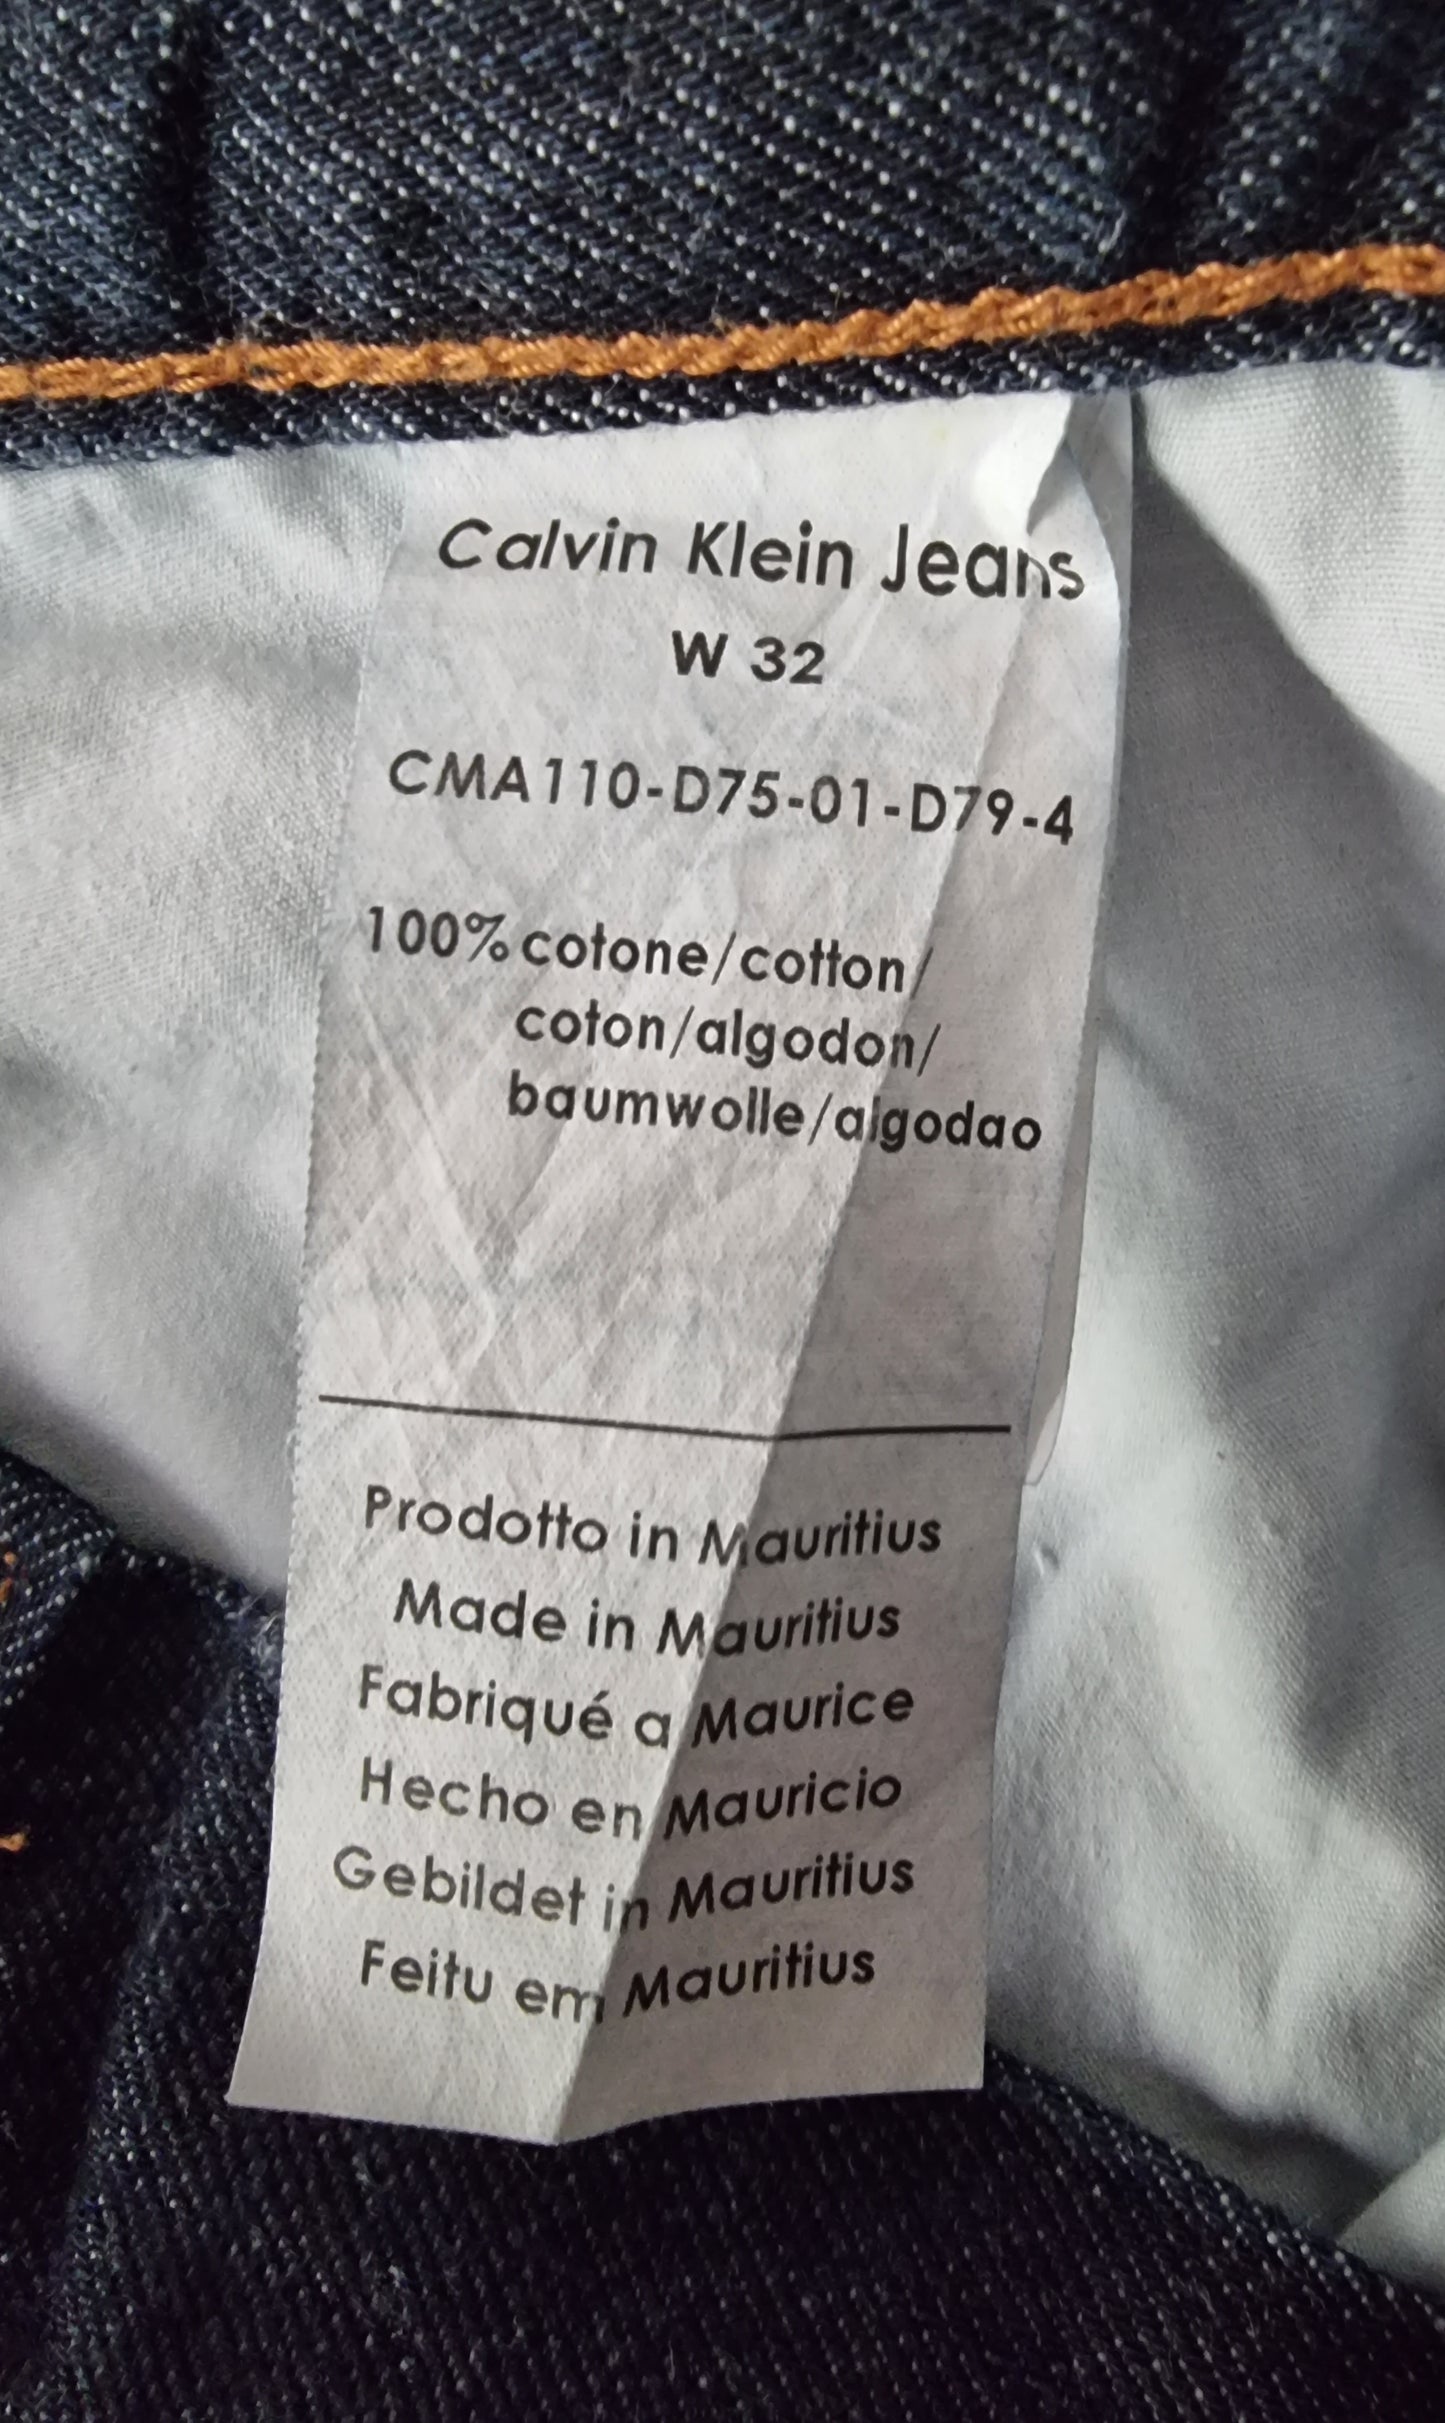 Calvin Klein Jeans
W 32
CMA110-D75-01-D79-4
100% cotone/cotton/
coton/algodon/
baumwolle/algodao
Prodotto in Mauritius
Made in Mauritius
Fabriqué a Maurice
Hecho en Mauricio
Gebildet in Mauritius
Feitu em Mauritius